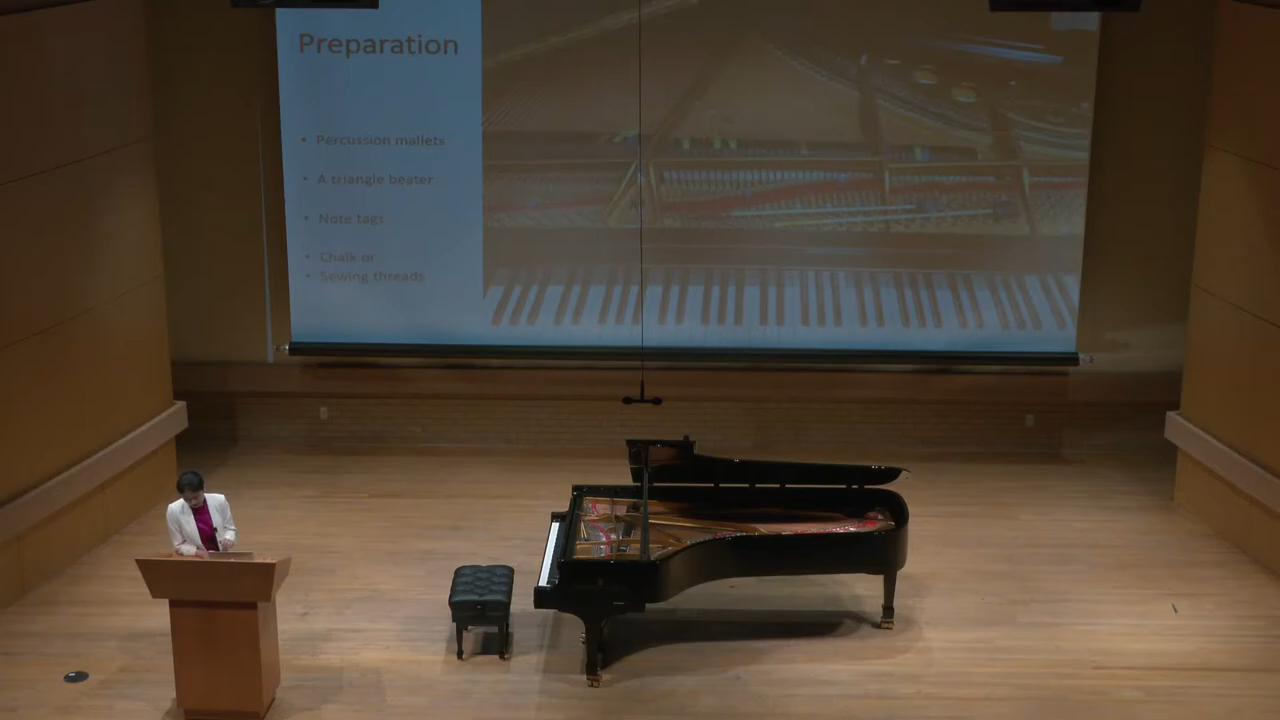 Preparation
• Percussion mallets
• A triangle beater
• Note tags
• Chalk or
• Sewing threads